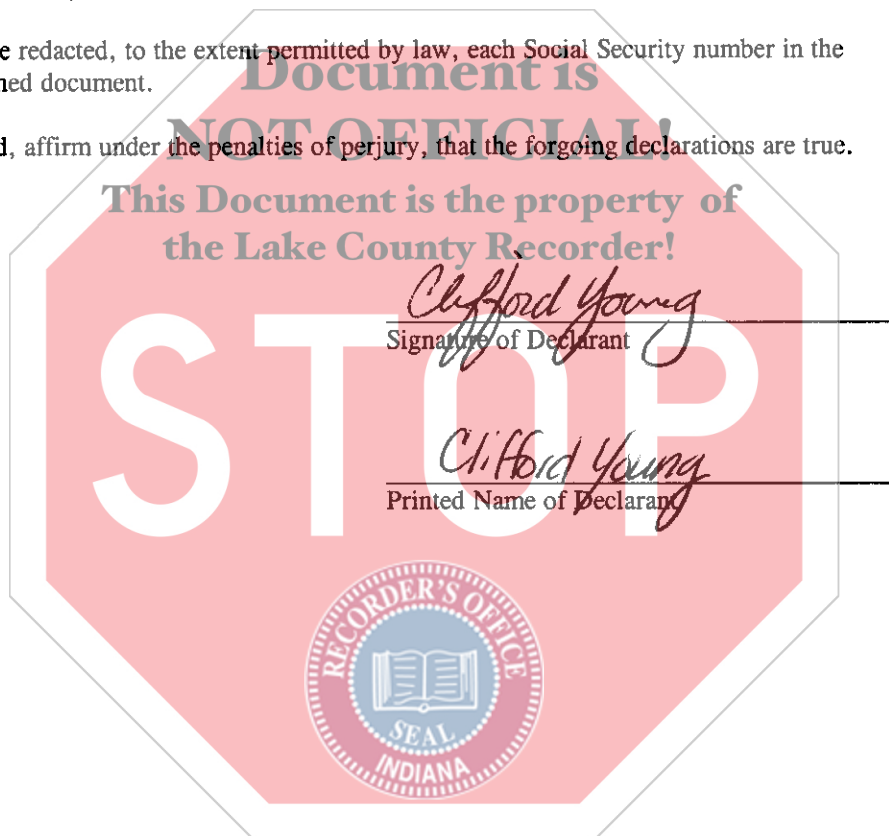 e redacted, to the extent permitted by law, each Social Security number in the
ned document.
d, affirm under the penalties of perjury, that the forgoing declarations are true.
Document is
NOT OFFICIAL!
This Document is the property of
the Lake County Recorder!
Clifford Young
Signature of Declarant
Clifford Young
Printed Name of Declarant
STOP
RECORDER'S OFFICE
SEAL
INDIANA